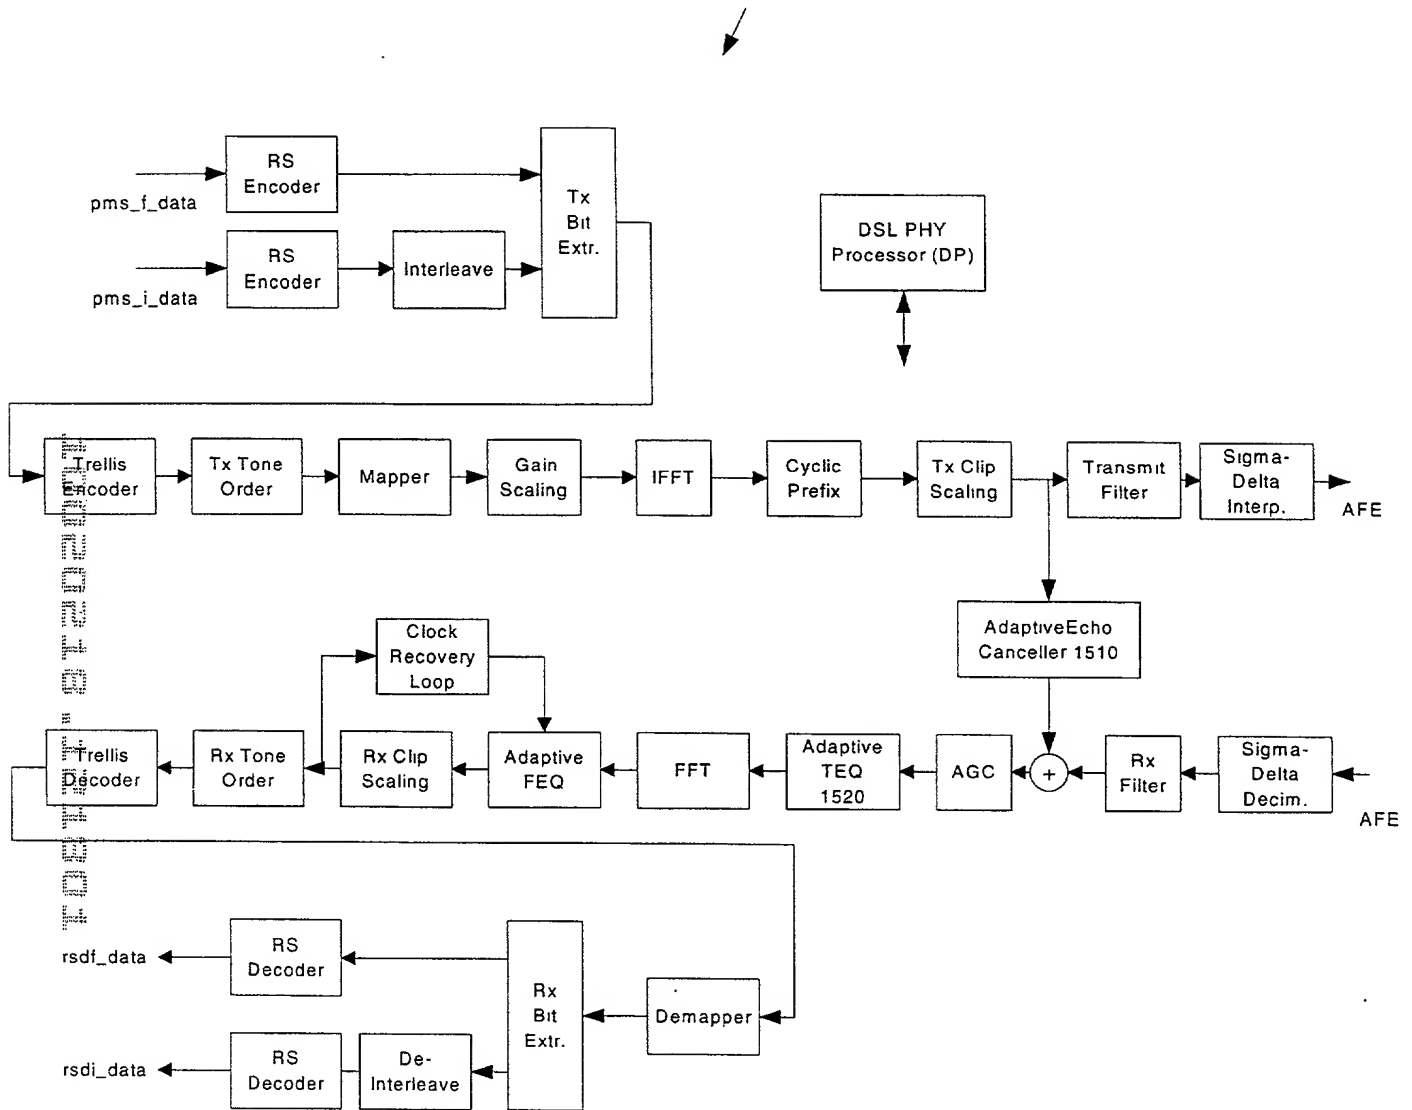 RS
Encoder
pms_f_data
RS
Encoder
pms_i_data
Interleave
Tx
Bit
Extr.
DSL PHY
Processor (DP)
Trellis
Encoder
Tx Tone
Order
Mapper
Gain
Scaling
IFFT
Cyclic
Prefix
Tx Clip
Scaling
Transmit
Filter
Sigma-
Delta
Interp.
AFE
AdaptiveEcho
Canceller 1510
Clock
Recovery
Loop
Trellis
Decoder
Rx Tone
Order
Rx Clip
Scaling
Adaptive
FEQ
FFT
Adaptive
TEQ
1520
AGC
+
Rx
Filter
Sigma-
Delta
Decim.
AFE
rsdf_data
RS
Decoder
Rx
Bit
Extr.
Demapper
rsdi_data
RS
Decoder
De-
Interleave